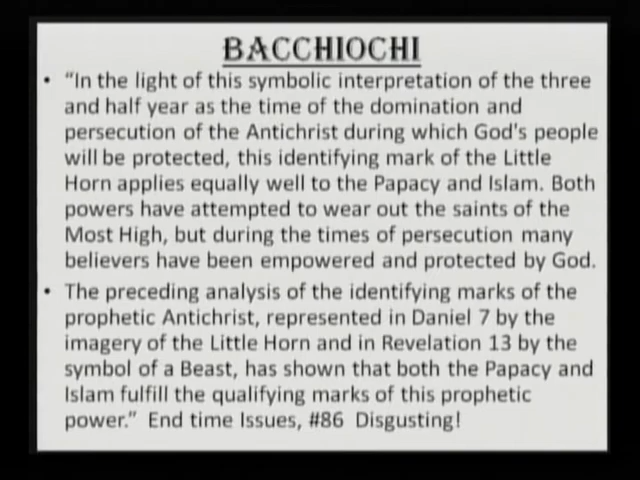 BACCHIOCHI
• “In the light of this symbolic interpretation of the three
and half year as the time of the domination and
persecution of the Antichrist during which God's people
will be protected, this identifying mark of the Little
Horn applies equally well to the Papacy and Islam. Both
powers have attempted to wear out the saints of the
Most High, but during the times of persecution many
believers have been empowered and protected by God.
• The preceding analysis of the identifying marks of the
prophetic Antichrist, represented in Daniel 7 by the
imagery of the Little Horn and in Revelation 13 by the
symbol of a Beast, has shown that both the Papacy and
Islam fulfill the qualifying marks of this prophetic
power.” End time Issues, #86 Disgusting!